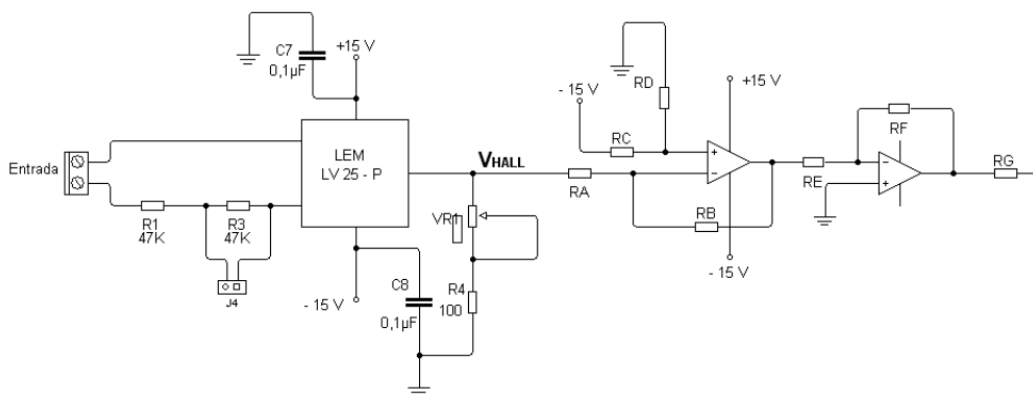 C7
0,1µF
+15 V
Entrada
R1
47K
R3
47K
J4
LEM
LV 25 - P
- 15 V
C8
0,1µF
VHALL
VR1
R4
100
- 15 V
RD
RC
RA
RB
+15 V
- 15 V
RE
RF
RG